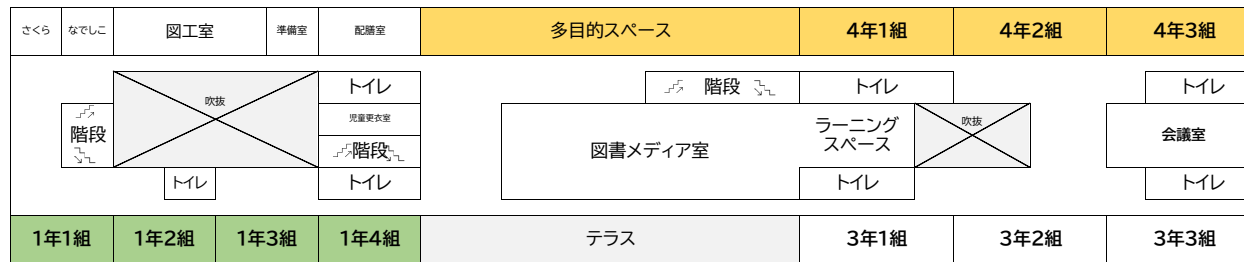 さくら
なでしこ
図工室
準備室
配膳室
多目的スペース
4年1組
4年2組
4年3組
トイレ
階段
トイレ
トイレ
吹抜
児童更衣室
階段
階段
図書メディア室
ラーニング
スペース
吹抜
会議室
トイレ
トイレ
トイレ
トイレ
1年1組
1年2組
1年3組
1年4組
テラス
3年1組
3年2組
3年3組